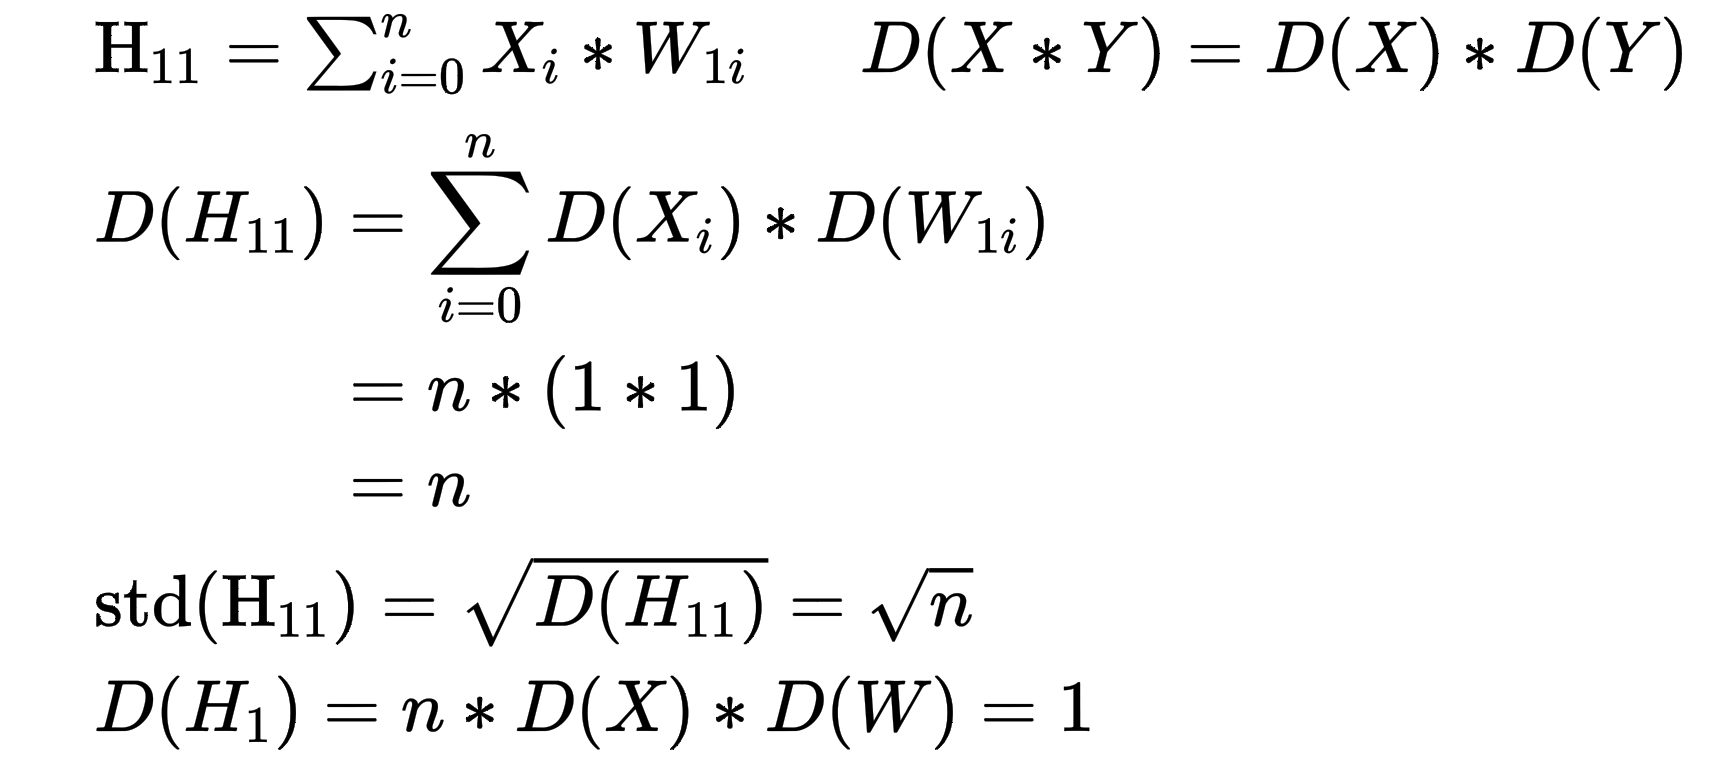 H₁₁ = ∑ⁿᵢ₌₀ Xᵢ * W₁ᵢ    D(X * Y) = D(X) * D(Y)
D(H₁₁) = ∑ⁿᵢ₌₀ D(Xᵢ) * D(W₁ᵢ)
= n * (1 * 1)
= n
std(H₁₁) = √D(H₁₁) = √n
D(H₁) = n * D(X) * D(W) = 1